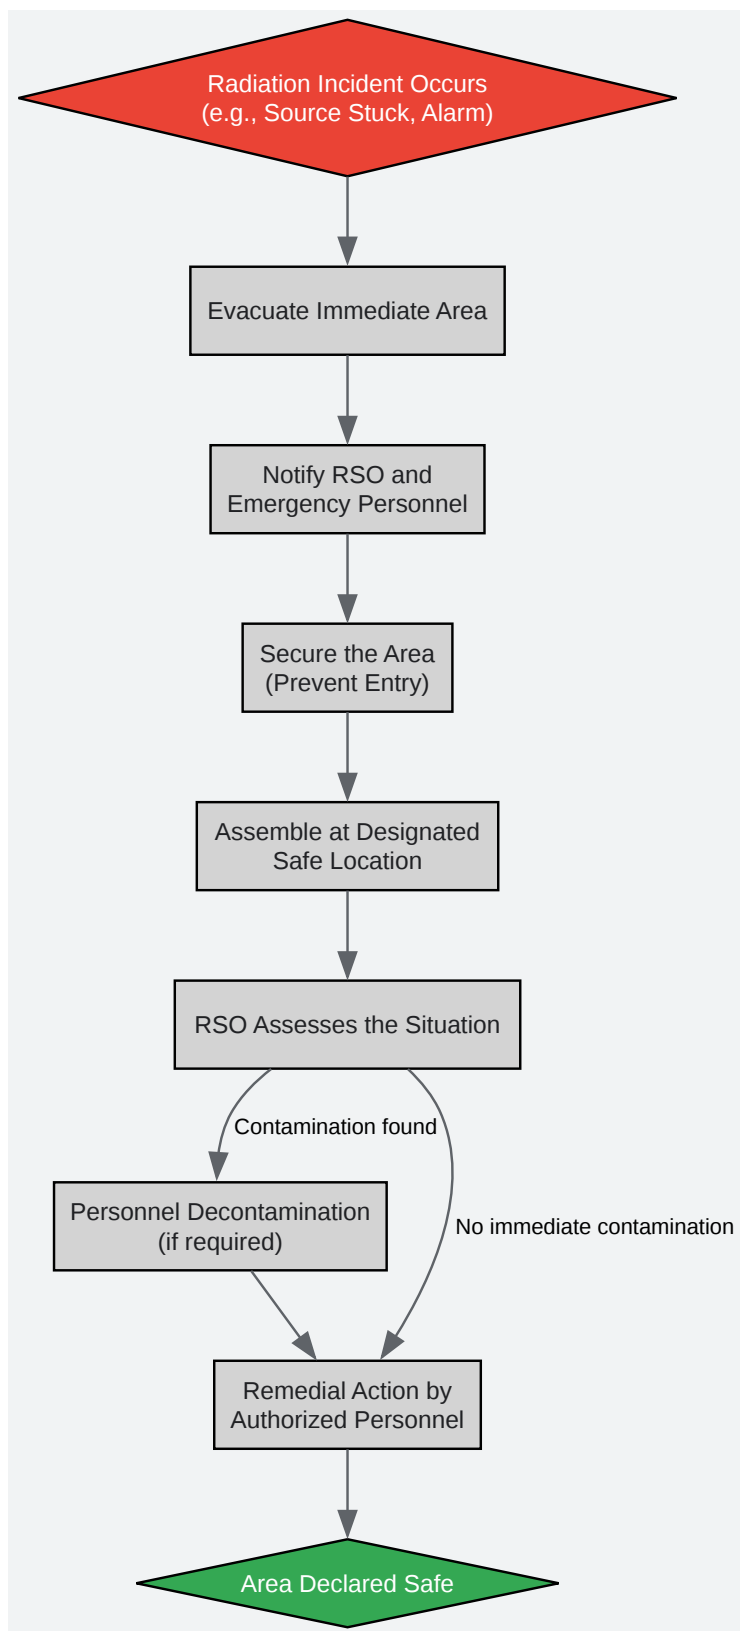 Radiation Incident Occurs
(e.g., Source Stuck, Alarm)
Evacuate Immediate Area
Notify RSO and
Emergency Personnel
Secure the Area
(Prevent Entry)
Assemble at Designated
Safe Location
RSO Assesses the Situation
Contamination found
Personnel Decontamination
(if required)
No immediate contamination
Remedial Action by
Authorized Personnel
Area Declared Safe